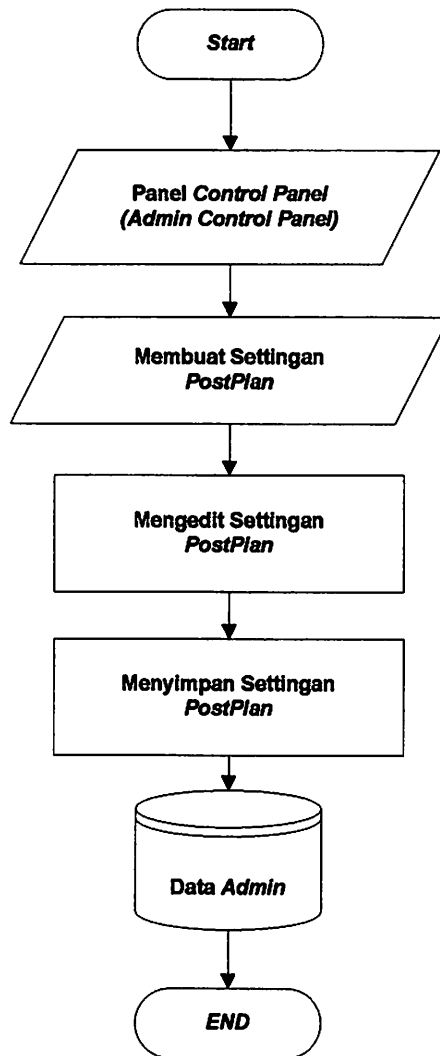 Start
Panel Control Panel
(Admin Control Panel)
Membuat Settingan
PostPlan
Mengedit Settingan
PostPlan
Menyimpan Settingan
PostPlan
Data Admin
END